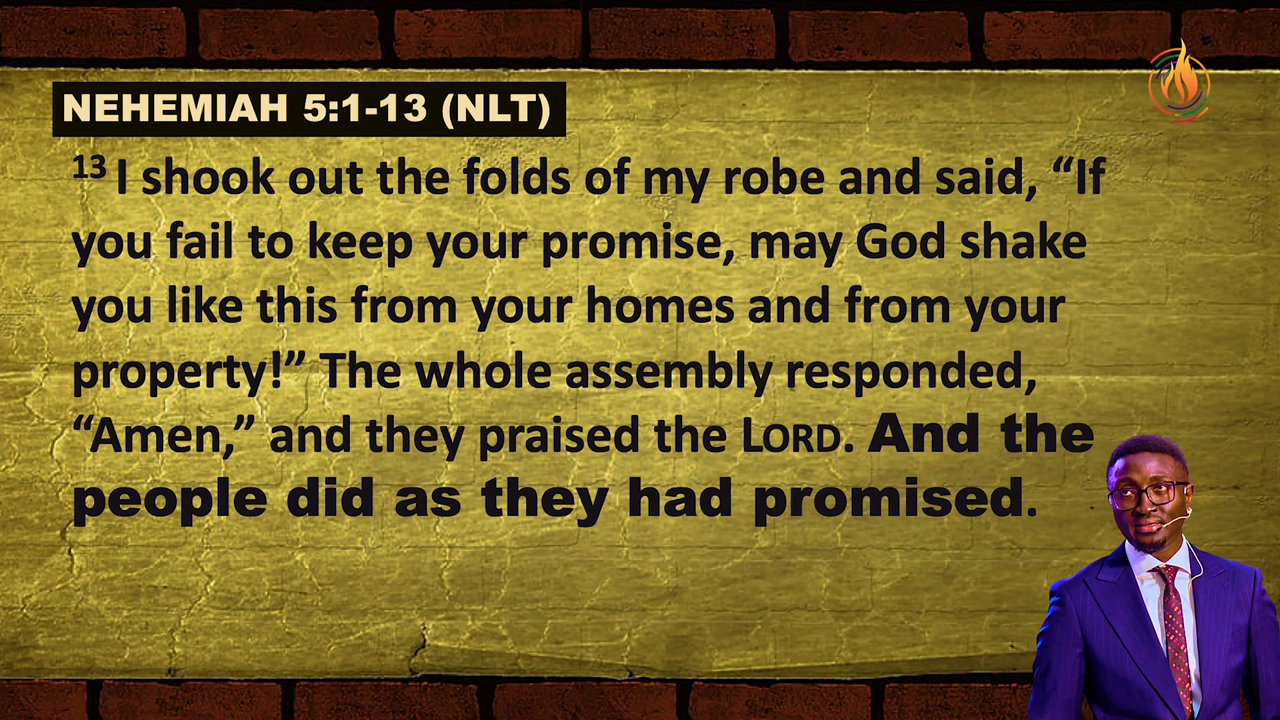 NEHEMIAH 5:1-13 (NLT)
13 I shook out the folds of my robe and said, “If
you fail to keep your promise, may God shake
you like this from your homes and from your
property!” The whole assembly responded,
“Amen,” and they praised the LORD. And the
people did as they had promised.